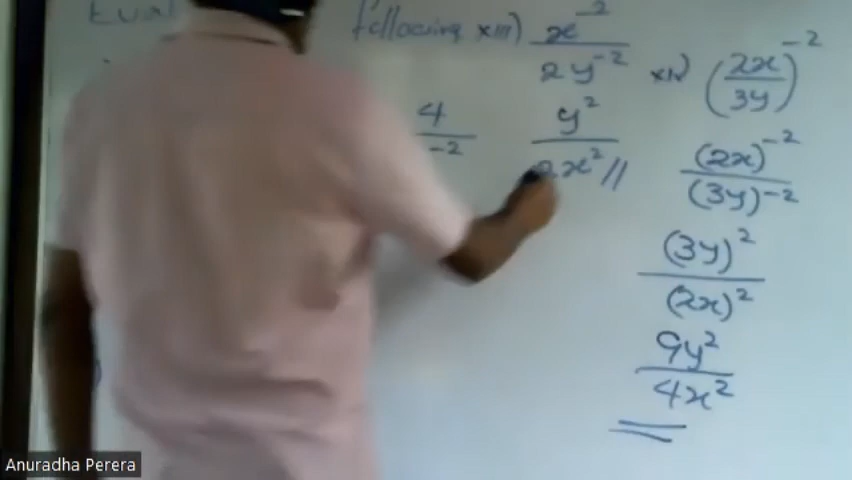 following xiii) x^-2 / 2y^-2
y^2 / 2x^2 //
4 / -2
xiv) (2x / 3y)^-2
(2x)^-2 / (3y)^-2
(3y)^2 / (2x)^2
9y^2 / 4x^2
Anuradha Perera